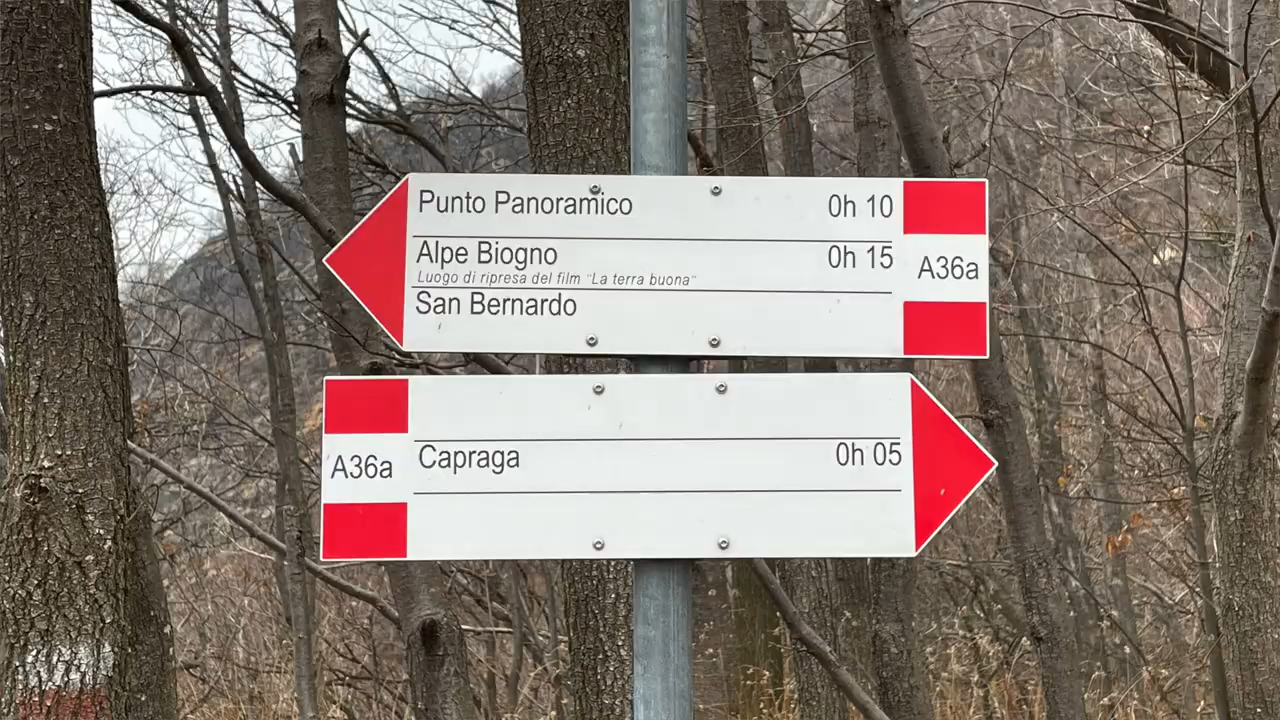 Punto Panoramico 0h 10
Alpe Biogno 0h 15
Luogo di ripresa del film "La terra buona"
San Bernardo
A36a
A36a
Capraga 0h 05